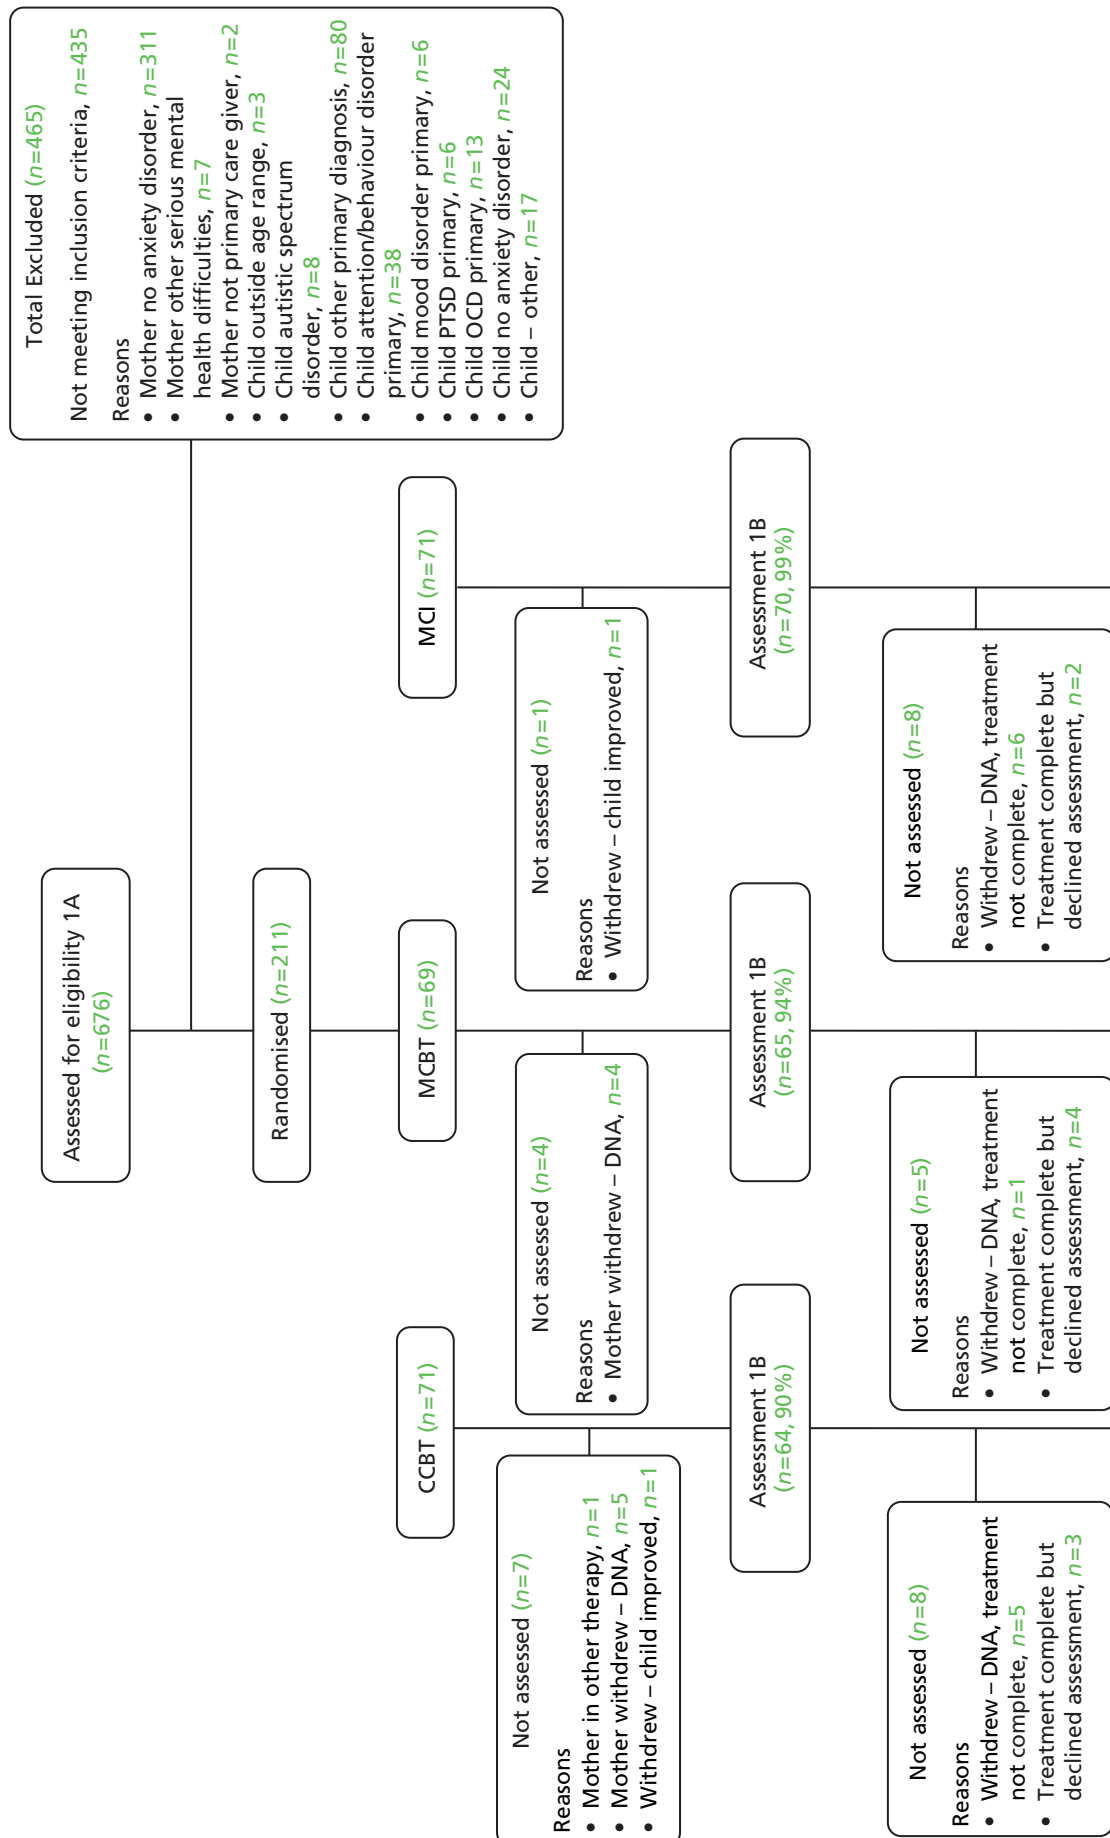 Assessed for eligibility 1A
(n=676)
Total Excluded (n=465)
Not meeting inclusion criteria, n=435
Reasons
• Mother no anxiety disorder, n=311
• Mother other serious mental
health difficulties, n=7
• Mother not primary care giver, n=2
• Child outside age range, n=3
• Child autistic spectrum
disorder, n=8
• Child other primary diagnosis, n=80
• Child attention/behaviour disorder
primary, n=38
• Child mood disorder primary, n=6
• Child PTSD primary, n=6
• Child OCD primary, n=13
• Child no anxiety disorder, n=24
• Child – other, n=17
Randomised (n=211)
CCBT (n=71)
MCBT (n=69)
MCI (n=71)
Not assessed (n=7)
Reasons
• Mother in other therapy, n=1
• Mother withdrew – DNA, n=5
• Withdrew – child improved, n=1
Not assessed (n=4)
Reasons
• Mother withdrew – DNA, n=4
Not assessed (n=1)
Reasons
• Withdrew – child improved, n=1
Assessment 1B
(n=64, 90%)
Assessment 1B
(n=65, 94%)
Assessment 1B
(n=70, 99%)
Not assessed (n=8)
Reasons
• Withdrew – DNA, treatment
not complete, n=5
• Treatment complete but
declined assessment, n=3
Not assessed (n=5)
Reasons
• Withdrew – DNA, treatment
not complete, n=1
• Treatment complete but
declined assessment, n=4
Not assessed (n=8)
Reasons
• Withdrew – DNA, treatment
not complete, n=6
• Treatment complete but
declined assessment, n=2